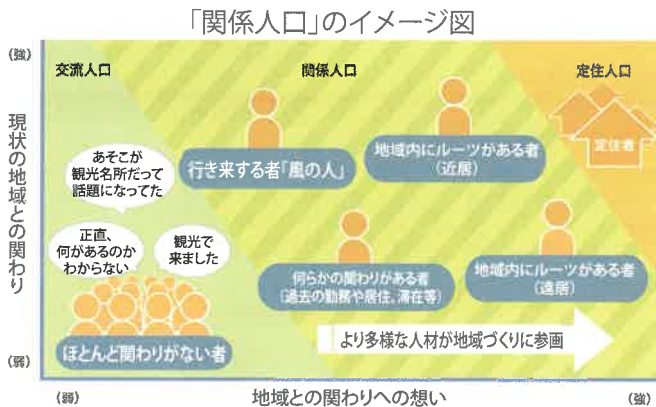 「関係人口」のイメージ図
(強)
交流人口
関係人口
定住人口
現状の地域との関わり
定住者
あそこが
観光名所だって
話題になってた
行き来する者「風の人」
地域内にルーツがある者
(近居)
正直、
何があるのか
わからない
観光で
来ました
何らかの関わりがある者
(過去の勤務や居住、滞在等)
地域内にルーツがある者
(遠居)
ほとんど関わりがない者
より多様な人材が地域づくりに参画
(弱)
(弱)
地域との関わりへの想い
(強)